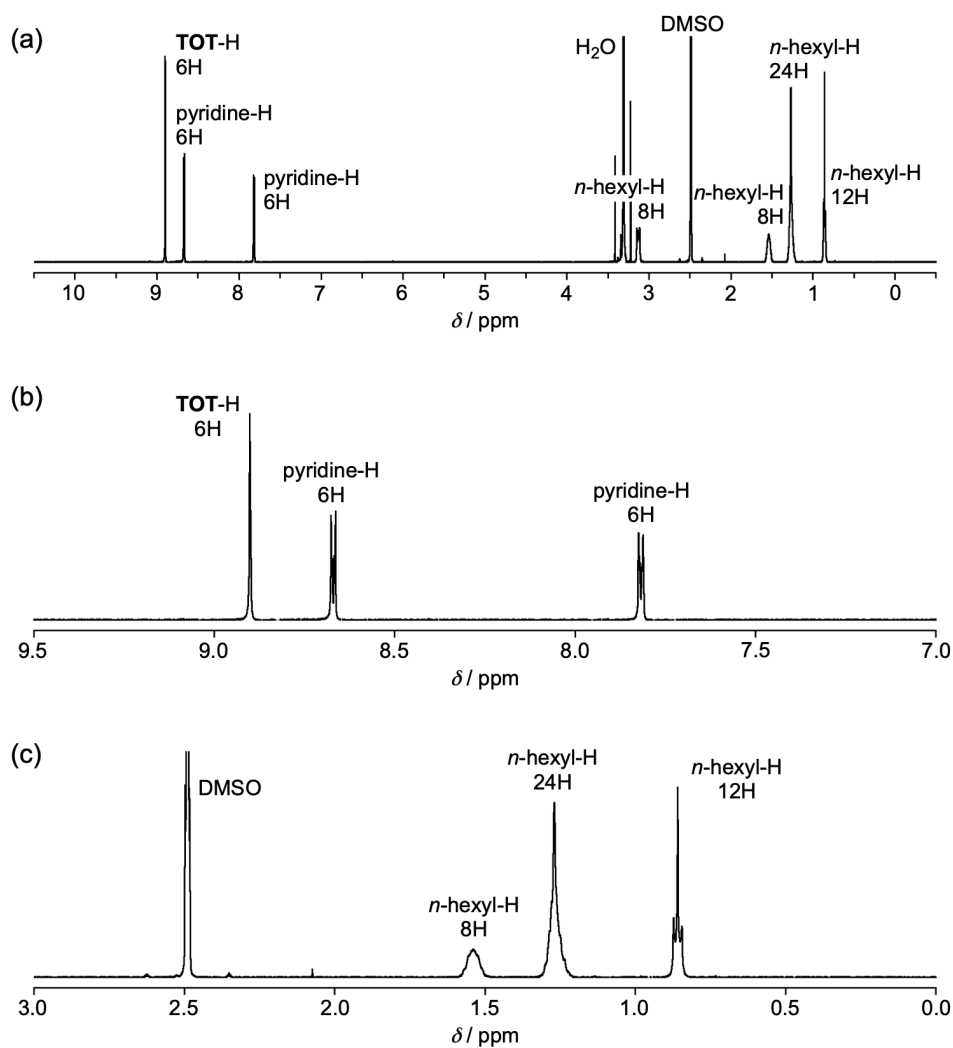 (a)
TOT-H
6H
pyridine-H
6H
pyridine-H
6H
H₂O
n-hexyl-H
8H
DMSO
n-hexyl-H
8H
n-hexyl-H
24H
n-hexyl-H
12H
10 9 8 7 6 5 4 3 2 1 0
δ / ppm
(b)
TOT-H
6H
pyridine-H
6H
pyridine-H
6H
9.5 9.0 8.5 8.0 7.5 7.0
δ / ppm
(c)
DMSO
n-hexyl-H
8H
n-hexyl-H
24H
n-hexyl-H
12H
3.0 2.5 2.0 1.5 1.0 0.5 0.0
δ / ppm